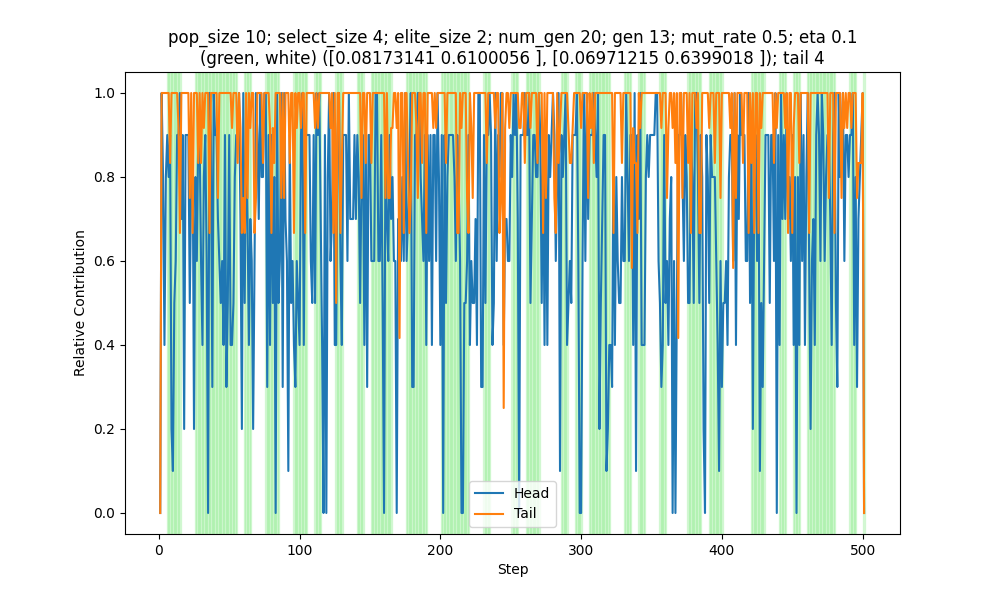 pop_size 10; select_size 4; elite_size 2; num_gen 20; gen 13; mut_rate 0.5; eta 0.1
(green, white) ([0.08173141 0.6100056 ], [0.06971215 0.6399018 ]); tail 4
1.0
0.8
0.6
0.4
0.2
0.0
Relative Contribution
Head
Tail
0
100
200
300
400
500
Step